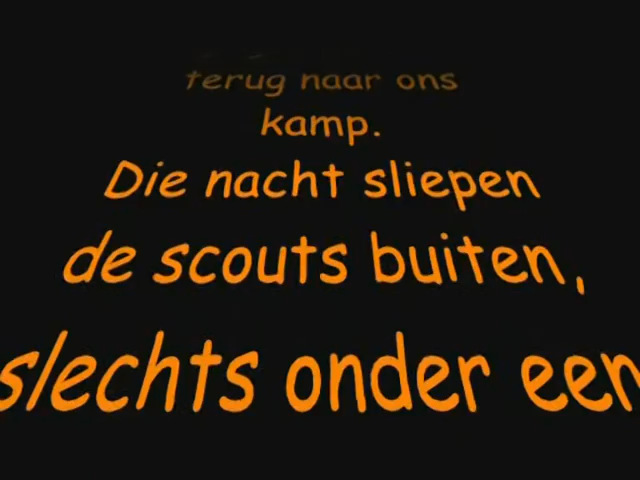 terug naar ons
kamp.
Die nacht sliepen
de scouts buiten,
slechts onder een